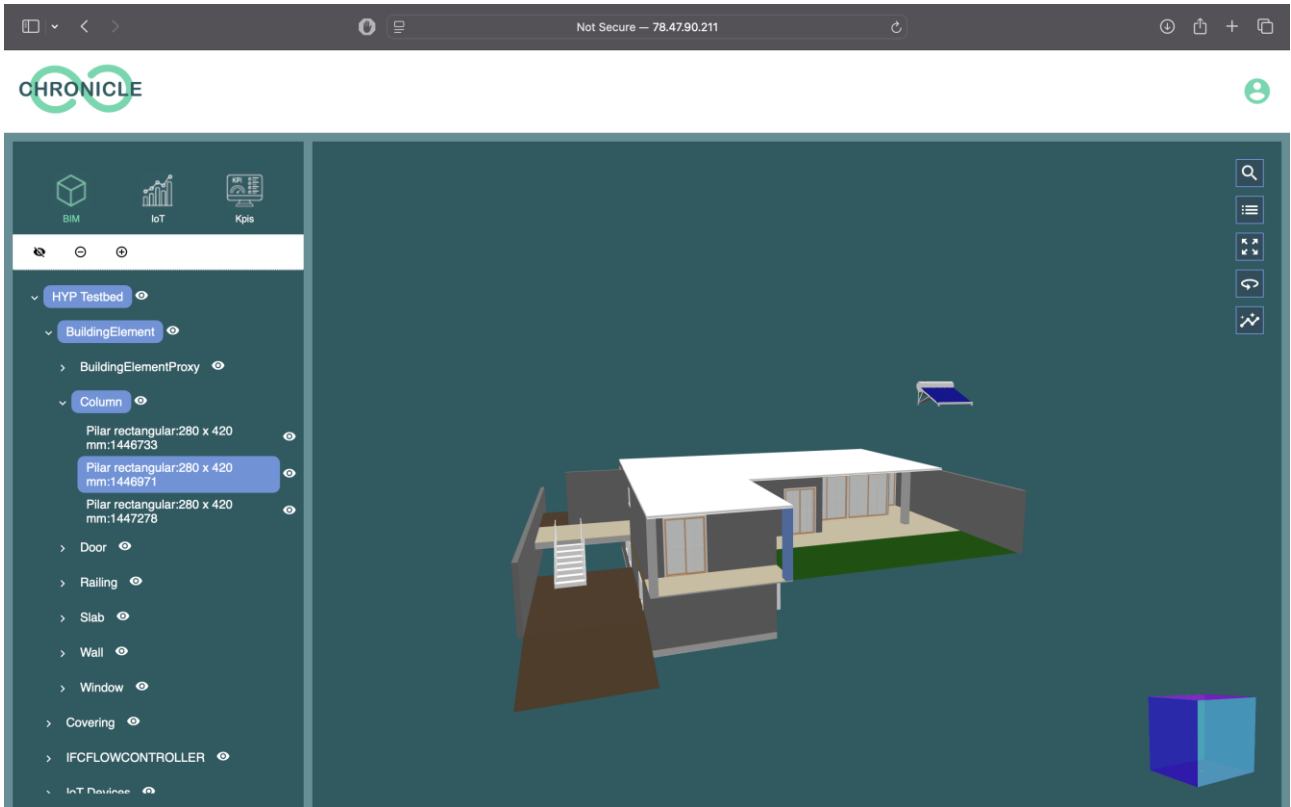 Not Secure — 78.47.90.211
CHRONICLE
BIM
IoT
KPI
Kpis
HYP Testbed
BuildingElement
BuildingElementProxy
Column
Pilar rectangular:280 x 420
mm:1446733
Pilar rectangular:280 x 420
mm:1446971
Pilar rectangular:280 x 420
mm:1447278
Door
Railing
Slab
Wall
Window
Covering
IFCFLOWCONTROLLER
IoT Devices